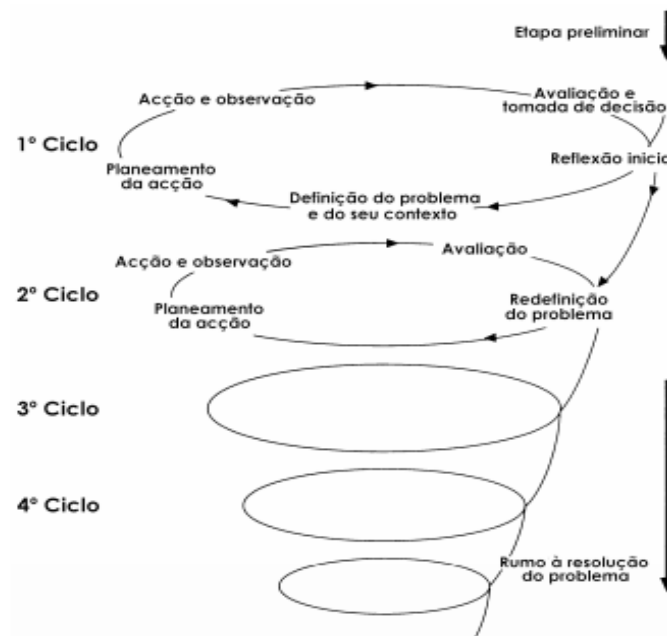 Etapa preliminar
Acção e observação
Avaliação e
tomada de decisão
1º Ciclo
Reflexão inicia
Planeamento
da acção
Definição do problema
e do seu contexto
Acção e observação
Avaliação
2º Ciclo
Planeamento
da acção
Redefinição
do problema
3º Ciclo
4º Ciclo
Rumo à resolução
do problema